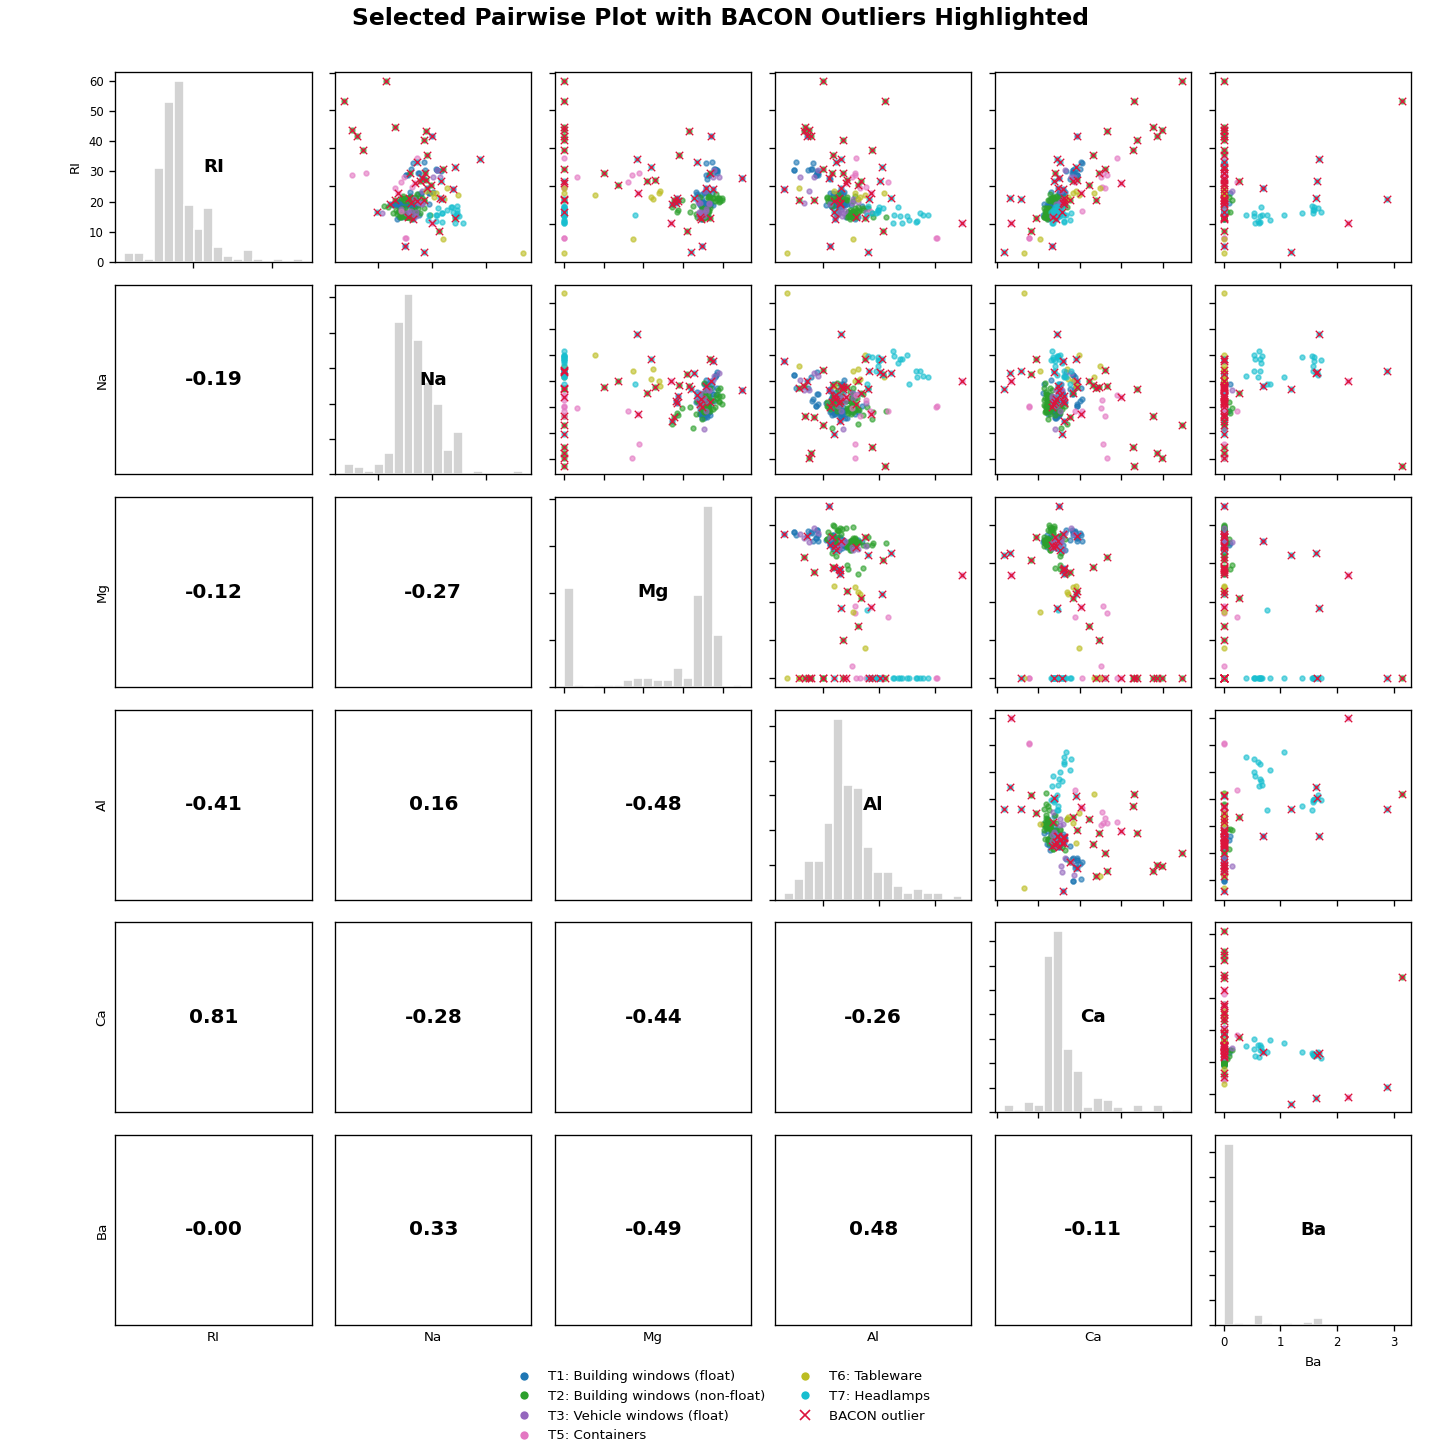 Selected Pairwise Plot with BACON Outliers Highlighted
60
50
40
30
20
10
0
RI
RI
Na
-0.19
Na
Mg
-0.12
-0.27
Mg
Al
-0.41
0.16
-0.48
Al
Ca
0.81
-0.28
-0.44
-0.26
Ca
Ba
-0.00
0.33
-0.49
0.48
-0.11
Ba
0 1 2 3
RI Na Mg Al Ca Ba
T1: Building windows (float)
T2: Building windows (non-float)
T3: Vehicle windows (float)
T5: Containers
T6: Tableware
T7: Headlamps
BACON outlier